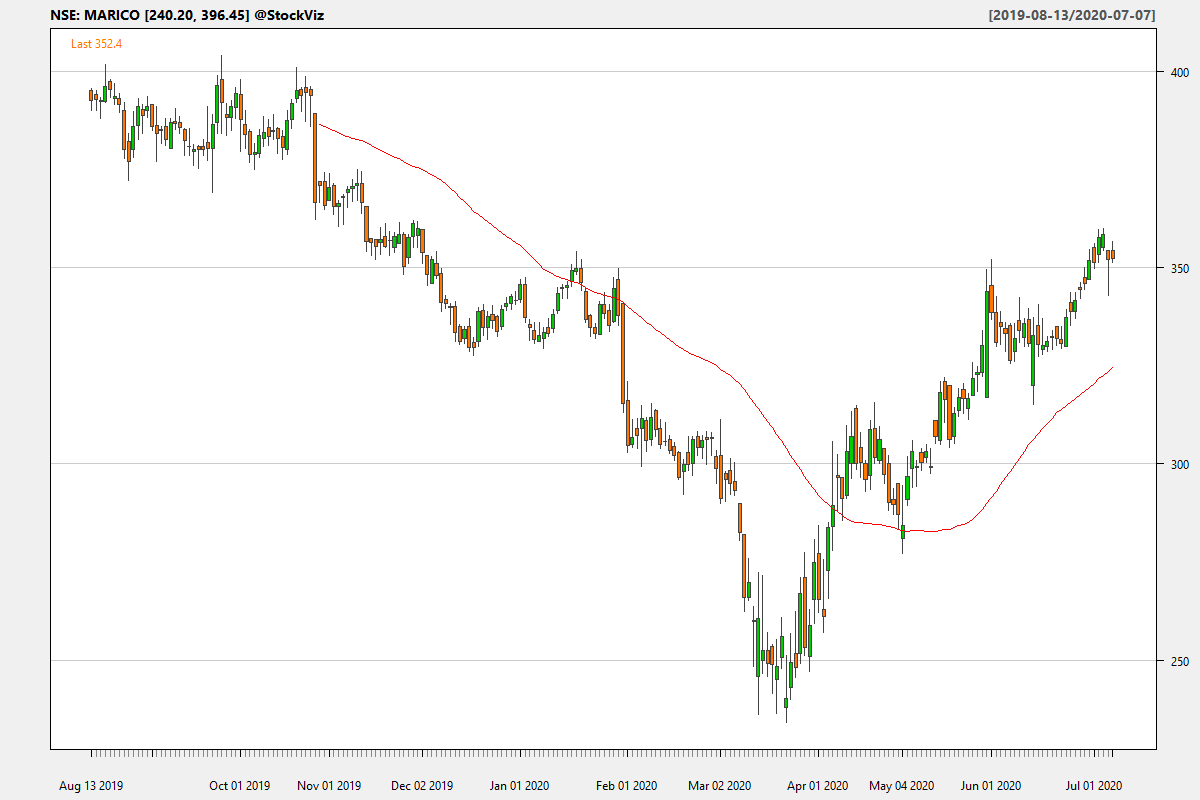 NSE: MARICO [240.20, 396.45] @StockViz
[2019-08-13/2020-07-07]
Last 352.4
400
350
300
250
Aug 13 2019
Oct 01 2019
Nov 01 2019
Dec 02 2019
Jan 01 2020
Feb 01 2020
Mar 02 2020
Apr 01 2020
May 04 2020
Jun 01 2020
Jul 01 2020